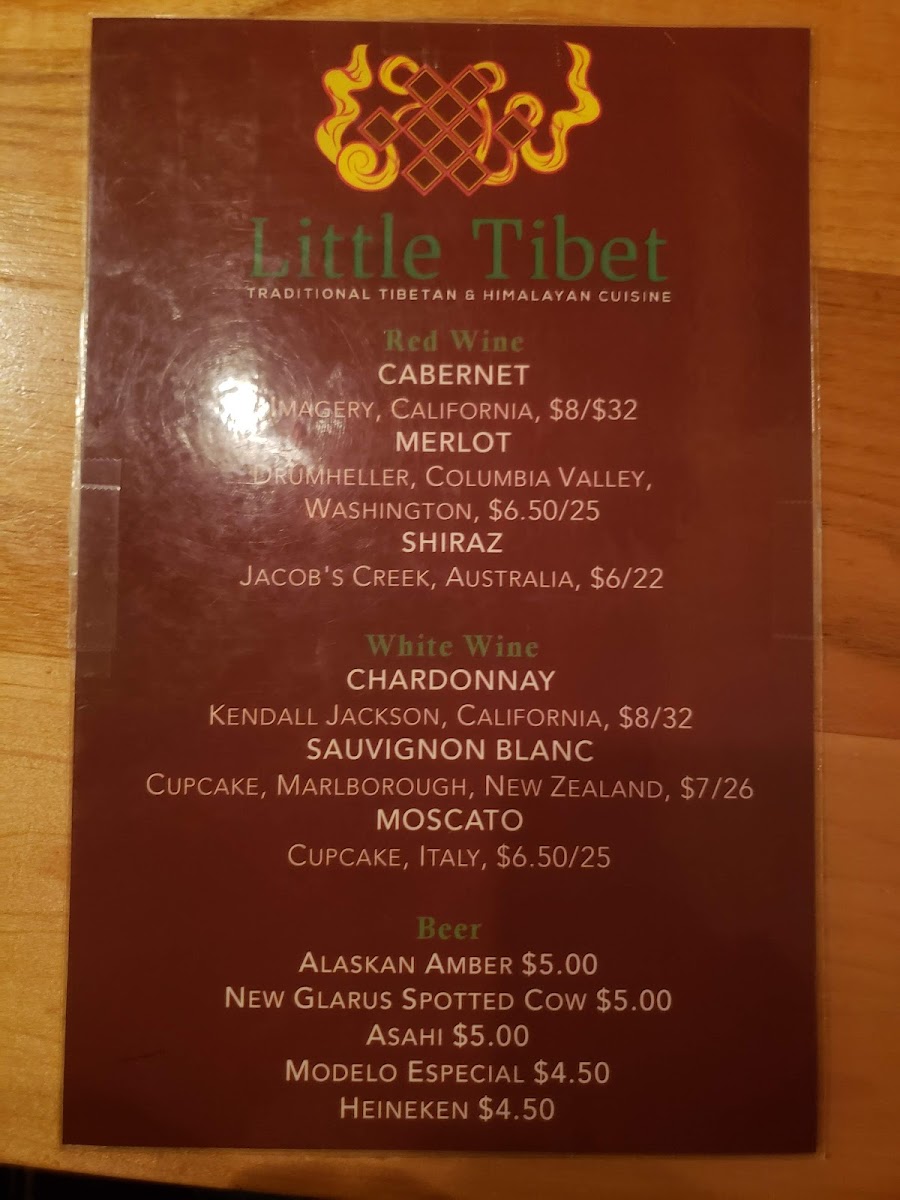 Little Tibet
TRADITIONAL TIBETAN & HIMALAYAN CUISINE
Red Wine
CABERNET
IMAGERY, CALIFORNIA, $8/$32
MERLOT
DRUMHELLER, COLUMBIA VALLEY,
WASHINGTON, $6.50/25
SHIRAZ
JACOB'S CREEK, AUSTRALIA, $6/22
White Wine
CHARDONNAY
KENDALL JACKSON, CALIFORNIA, $8/32
SAUVIGNON BLANC
CUPCAKE, MARLBOROUGH, NEW ZEALAND, $7/26
MOSCATO
CUPCAKE, ITALY, $6.50/25
Beer
ALASKAN AMBER $5.00
NEW GLARUS SPOTTED COW $5.00
ASAHI $5.00
MODELO ESPECIAL $4.50
HEINEKEN $4.50